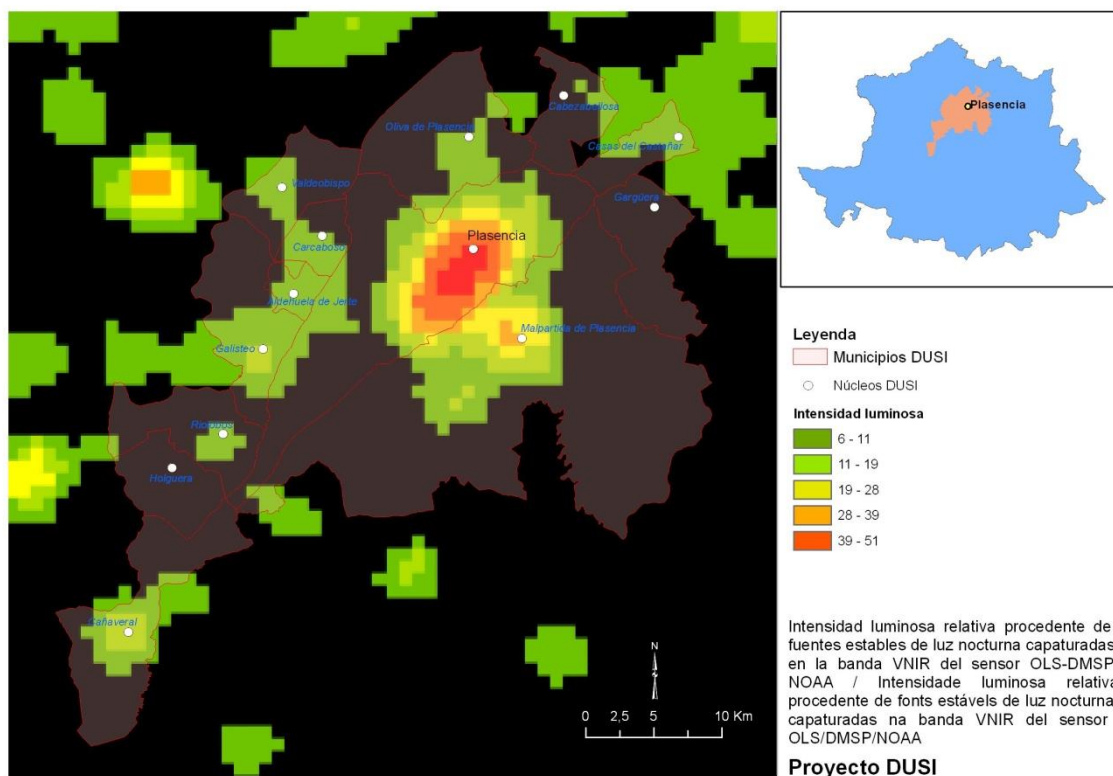 Cabezabellosa
Oliva de Plasencia
Casas del Castañar
Valdeobispo
Gargüera
Plasencia
Carcaboso
Aldehuela de Jerte
Malpartida de Plasencia
Galisteo
Riolobos
Holguera
Cañaveral
N
0 2,5 5 10 Km
Plasencia
Leyenda
Municipios DUSI
Núcleos DUSI
Intensidad luminosa
6 - 11
11 - 19
19 - 28
28 - 39
39 - 51
Intensidad luminosa relativa procedente de
fuentes estables de luz nocturna capaturadas
en la banda VNIR del sensor OLS-DMSP
NOAA / Intensidade luminosa relativa
procedente de fonts estávels de luz nocturna
capaturadas na banda VNIR del sensor
OLS/DMSP/NOAA
Proyecto DUSI